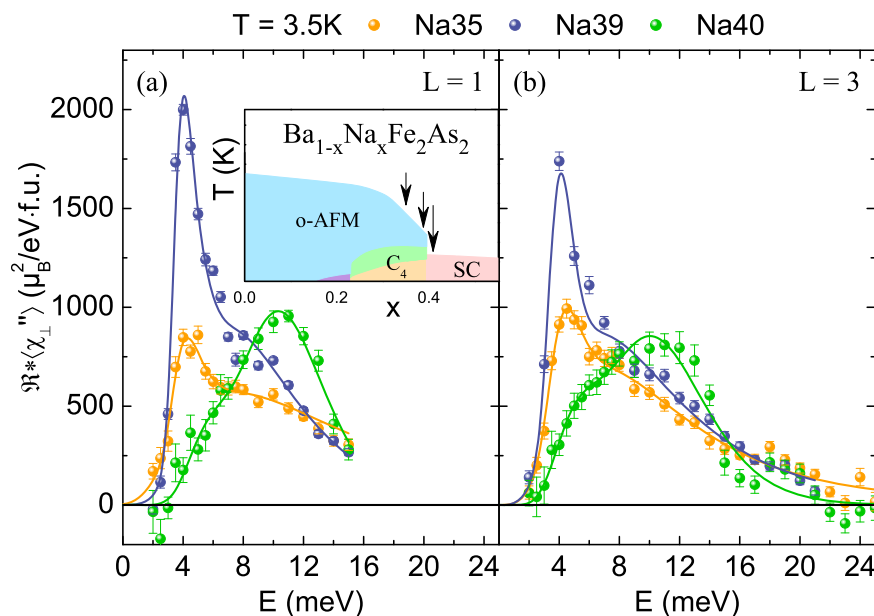 T = 3.5K Na35 Na39 Na40
(a) L = 1
(b) L = 3
ℜ*⟨χ⊥''⟩ (μB²/eV·f.u.)
2000
1500
1000
500
0
Ba1-xNaxFe2As2
T (K)
o-AFM
C4
SC
0.0 0.2 0.4
x
0 4 8 12 16 20 24
0 4 8 12 16 20 24
E (meV)
E (meV)